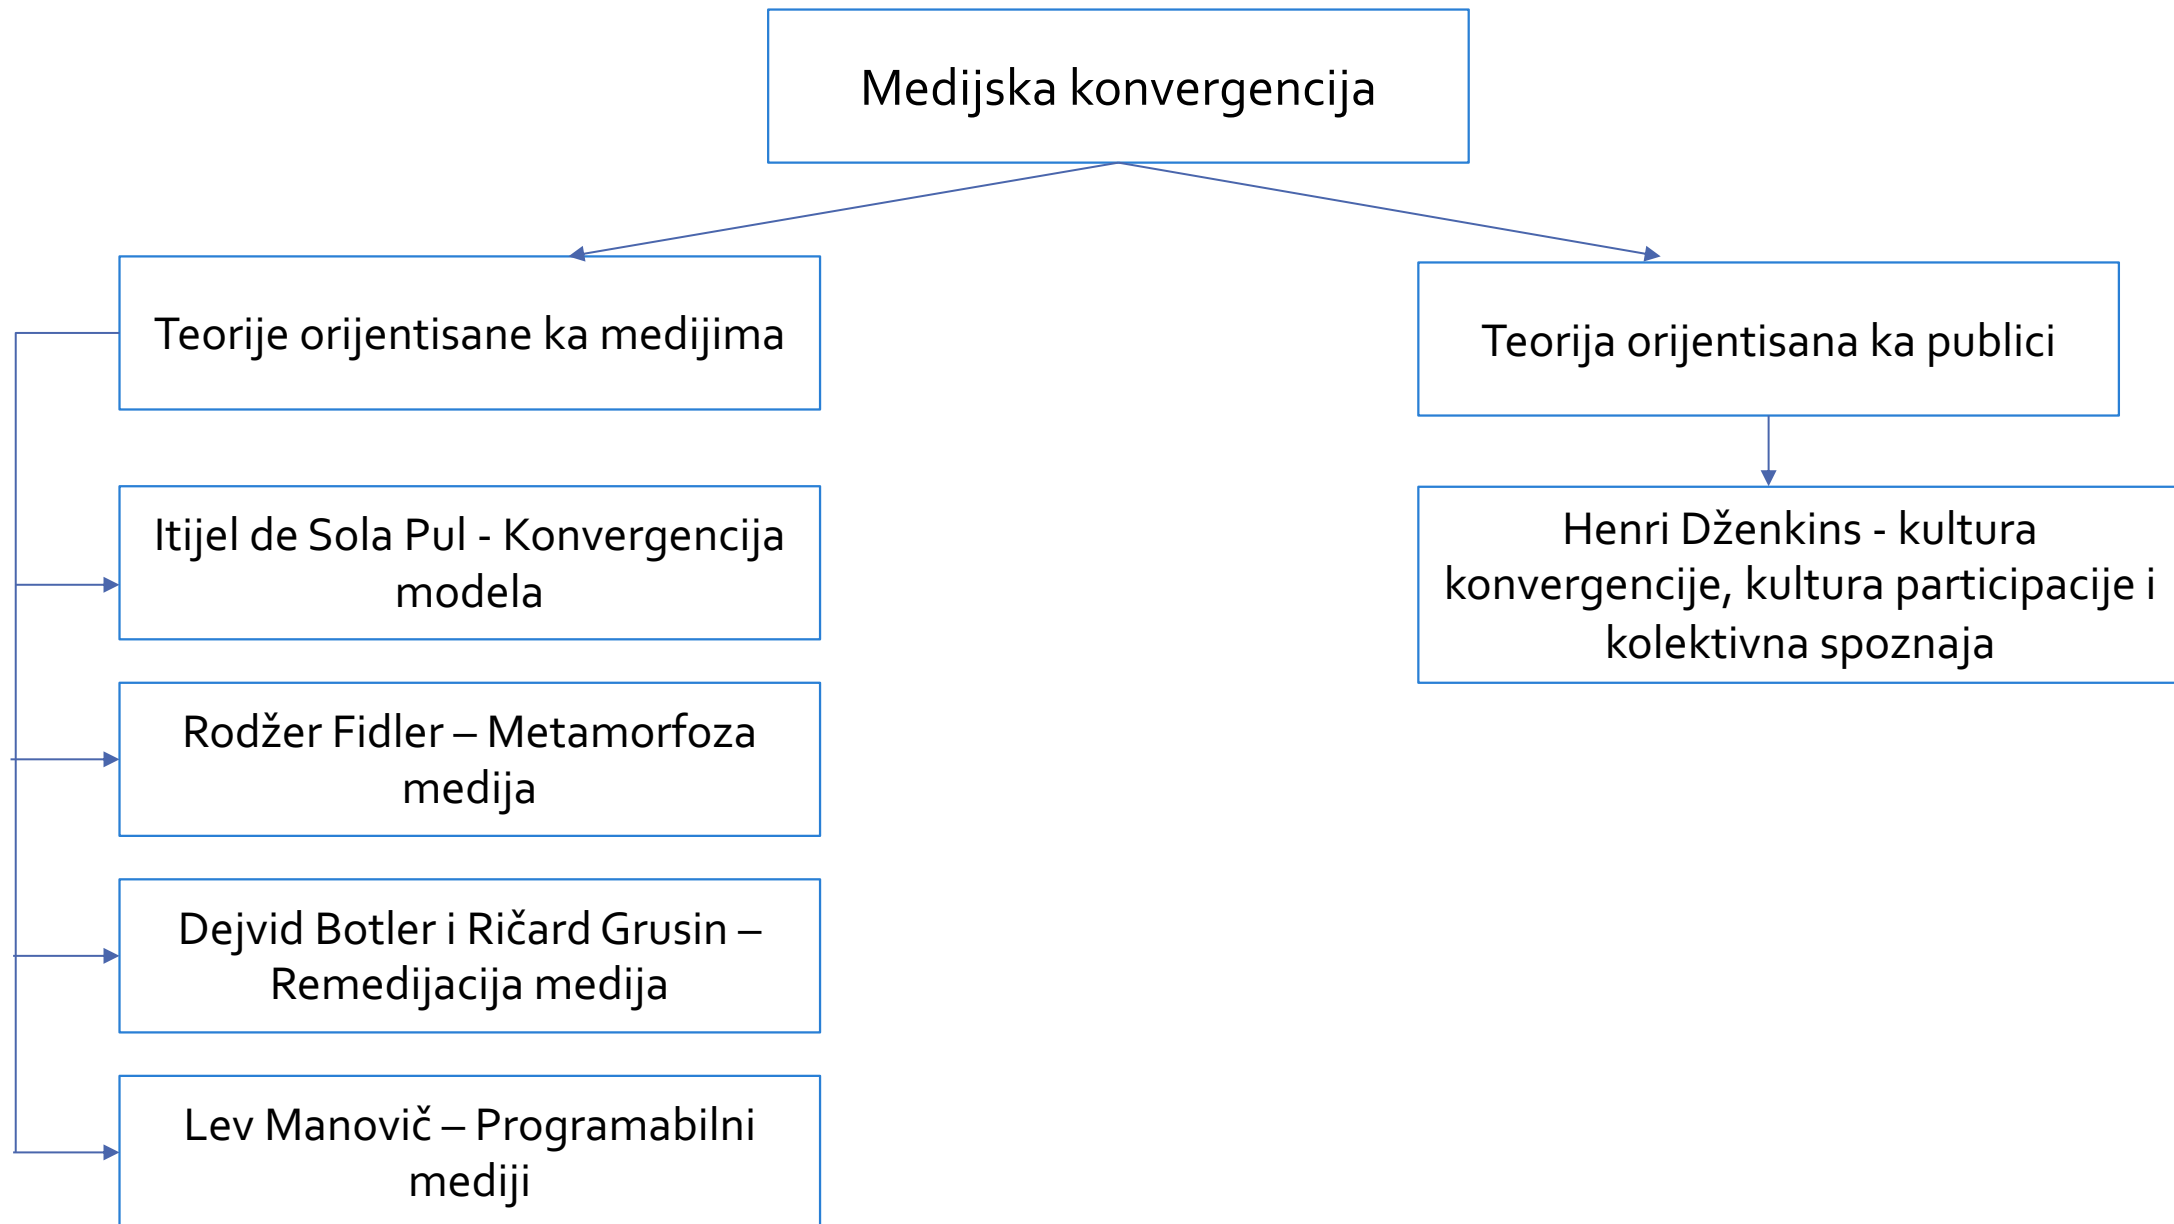 Medijska konvergencija
Teorije orijentisane ka medijima
Teorija orijentisana ka publici
Itijel de Sola Pul - Konvergencija
modela
Henri Dženkins - kultura
konvergencije, kultura participacije i
kolektivna spoznaja
Rodžer Fidler – Metamorfoza
medija
Dejvid Botler i Ričard Grusin –
Remedijacija medija
Lev Manovič – Programabilni
mediji